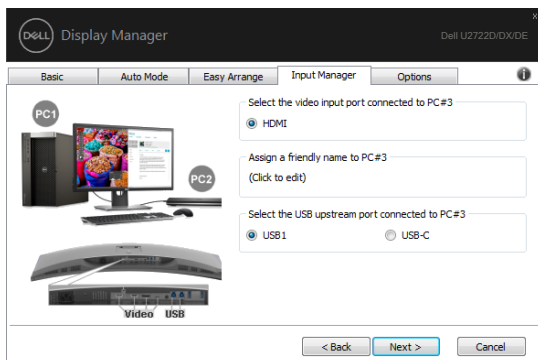 DELL Display Manager
Dell U2722D/DX/DE
Basic
Auto Mode
Easy Arrange
Input Manager
Options
PC1
PC2
Video USB
Select the video input port connected to PC#3
HDMI
Assign a friendly name to PC#3
(Click to edit)
Select the USB upstream port connected to PC#3
USB1
USB-C
< Back
Next >
Cancel